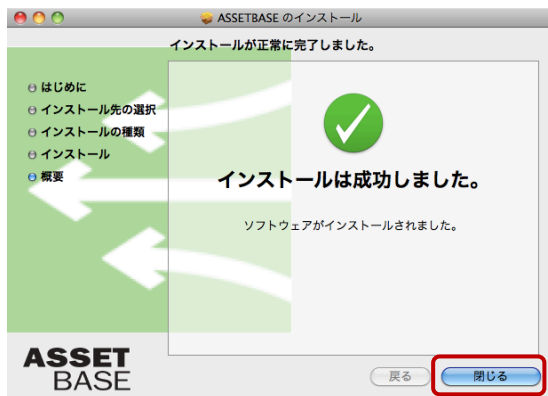 ASSETBASE のインストール
インストールが正常に完了しました。
はじめに
インストール先の選択
インストールの種類
インストール
概要
インストールは成功しました。
ソフトウェアがインストールされました。
ASSET
BASE
戻る
閉じる